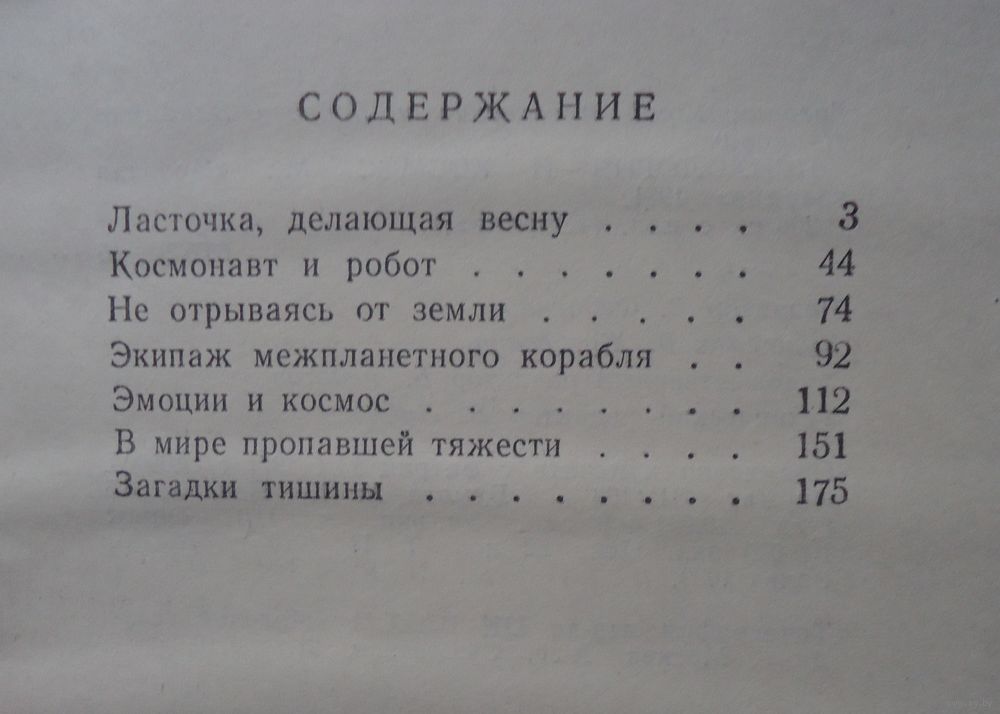 СОДЕРЖАНИЕ
Ласточка, делающая весну . . . . 3
Космонавт и робот . . . . . . . 44
Не отрываясь от земли . . . . . 74
Экипаж межпланетного корабля . . 92
Эмоции и космос . . . . . . . . 112
В мире пропавшей тяжести . . . . 151
Загадки тишины . . . . . . . . 175